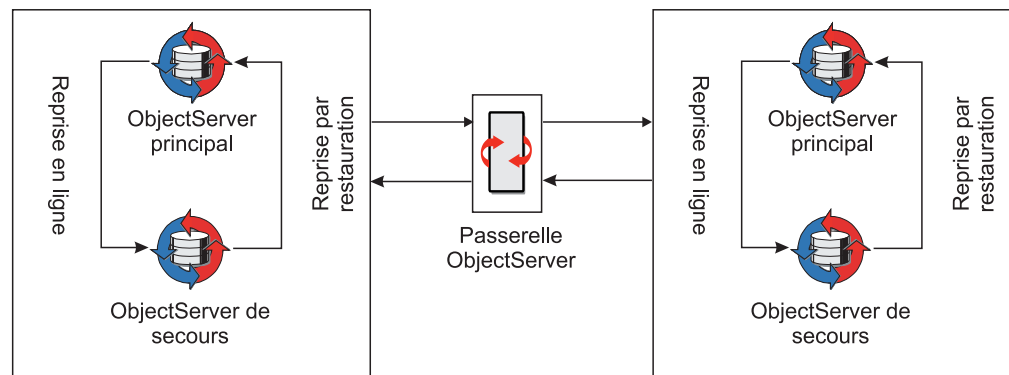 Reprise en ligne
ObjectServer
principal
Reprise par
restauration
ObjectServer de
secours
Passerelle
ObjectServer
Reprise en ligne
ObjectServer
principal
Reprise par
restauration
ObjectServer de
secours